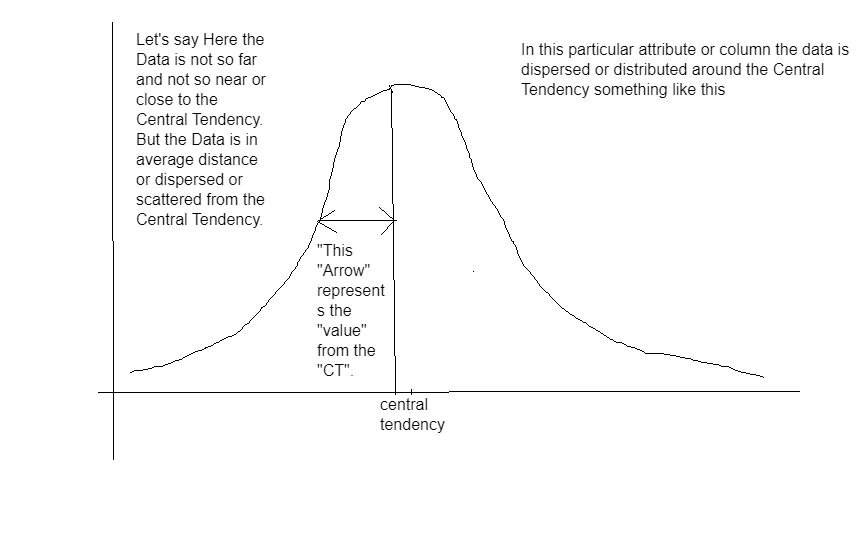 Let's say Here the
Data is not so far
and not so near or
close to the
Central Tendency.
But the Data is in
average distance
or dispersed or
scattered from the
Central Tendency.
In this particular attribute or column the data is
dispersed or distributed around the Central
Tendency something like this
"This
"Arrow"
represent
s the
"value"
from the
"CT".
central
tendency